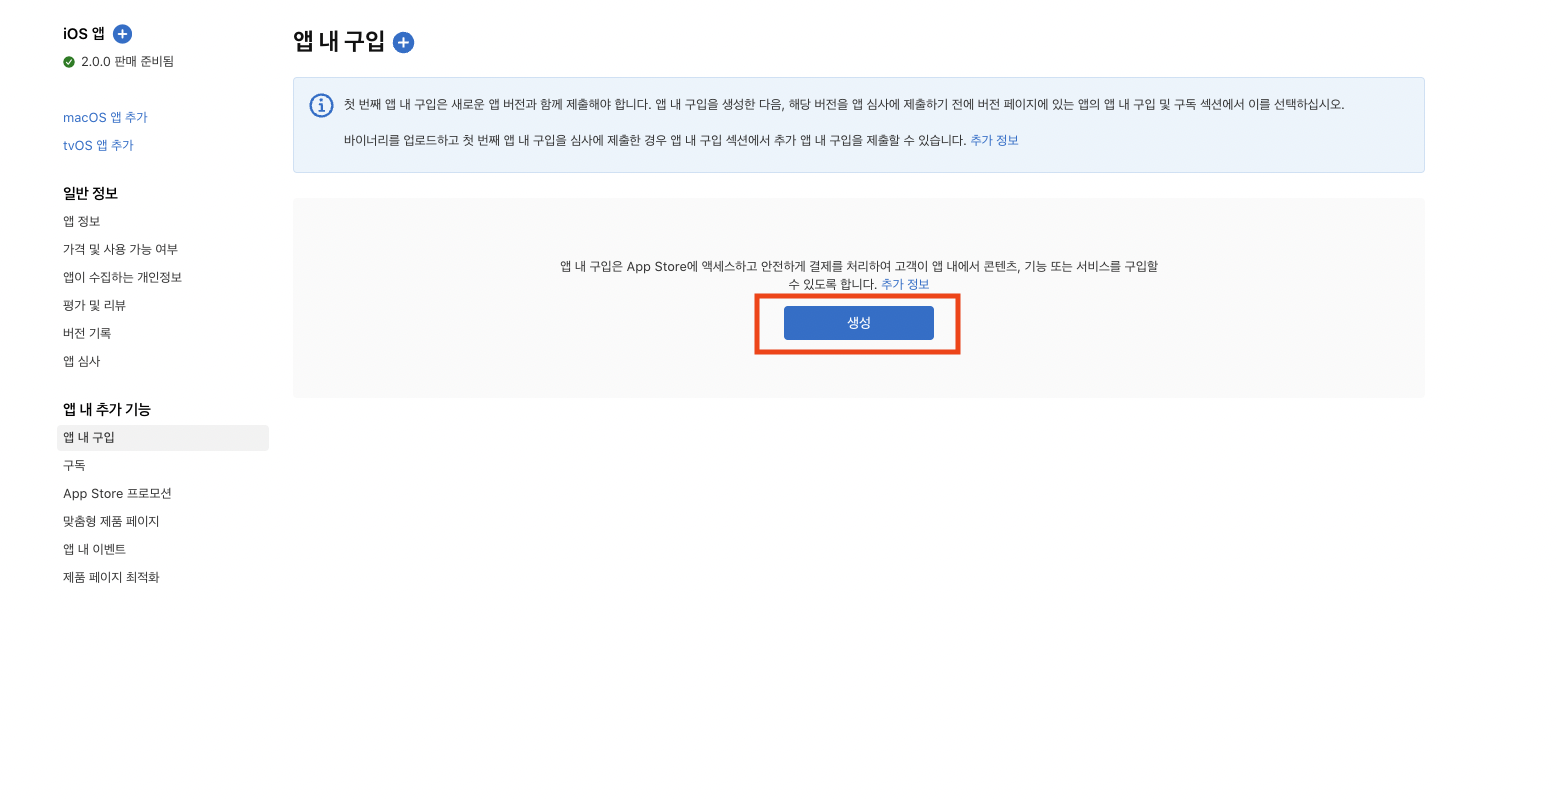 iOS 앱
2.0.0 판매 준비됨
macOS 앱 추가
tvOS 앱 추가
일반 정보
앱 정보
가격 및 사용 가능 여부
앱이 수집하는 개인정보
평가 및 리뷰
버전 기록
앱 심사
앱 내 추가 기능
앱 내 구입
구독
App Store 프로모션
맞춤형 제품 페이지
앱 내 이벤트
제품 페이지 최적화
앱 내 구입
첫 번째 앱 내 구입은 새로운 앱 버전과 함께 제출해야 합니다. 앱 내 구입을 생성한 다음, 해당 버전을 앱 심사에 제출하기 전에 버전 페이지에 있는 앱의 앱 내 구입 및 구독 섹션에서 이를 선택하십시오.
바이너리를 업로드하고 첫 번째 앱 내 구입을 심사에 제출한 경우 앱 내 구입 섹션에서 추가 앱 내 구입을 제출할 수 있습니다. 추가 정보
앱 내 구입은 App Store에 액세스하고 안전하게 결제를 처리하여 고객이 앱 내에서 콘텐츠, 기능 또는 서비스를 구입할
수 있도록 합니다. 추가 정보
생성